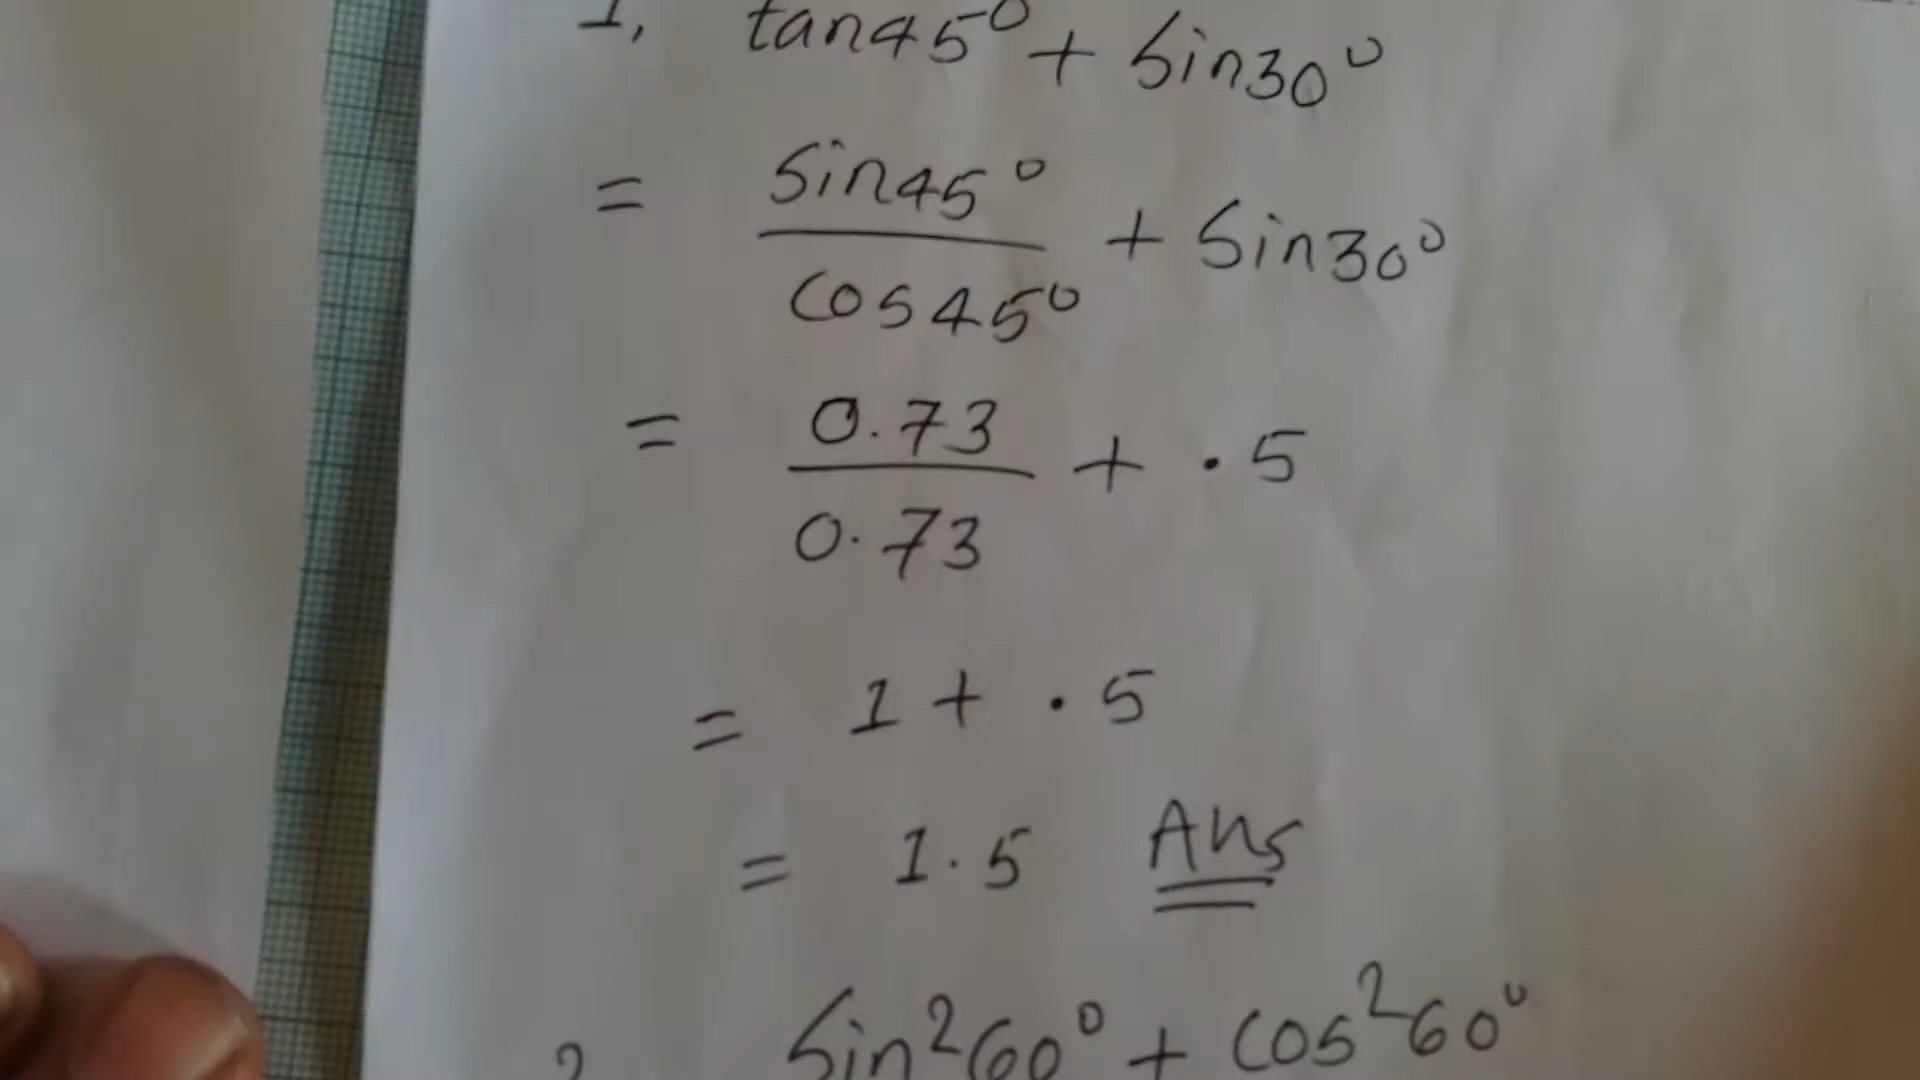 1, tan45° + Sin30°
= Sin45° / Cos45° + Sin30°
= 0.73 / 0.73 + .5
= 1 + .5
= 1.5 Ans
2 Sin²60° + Cos²60°